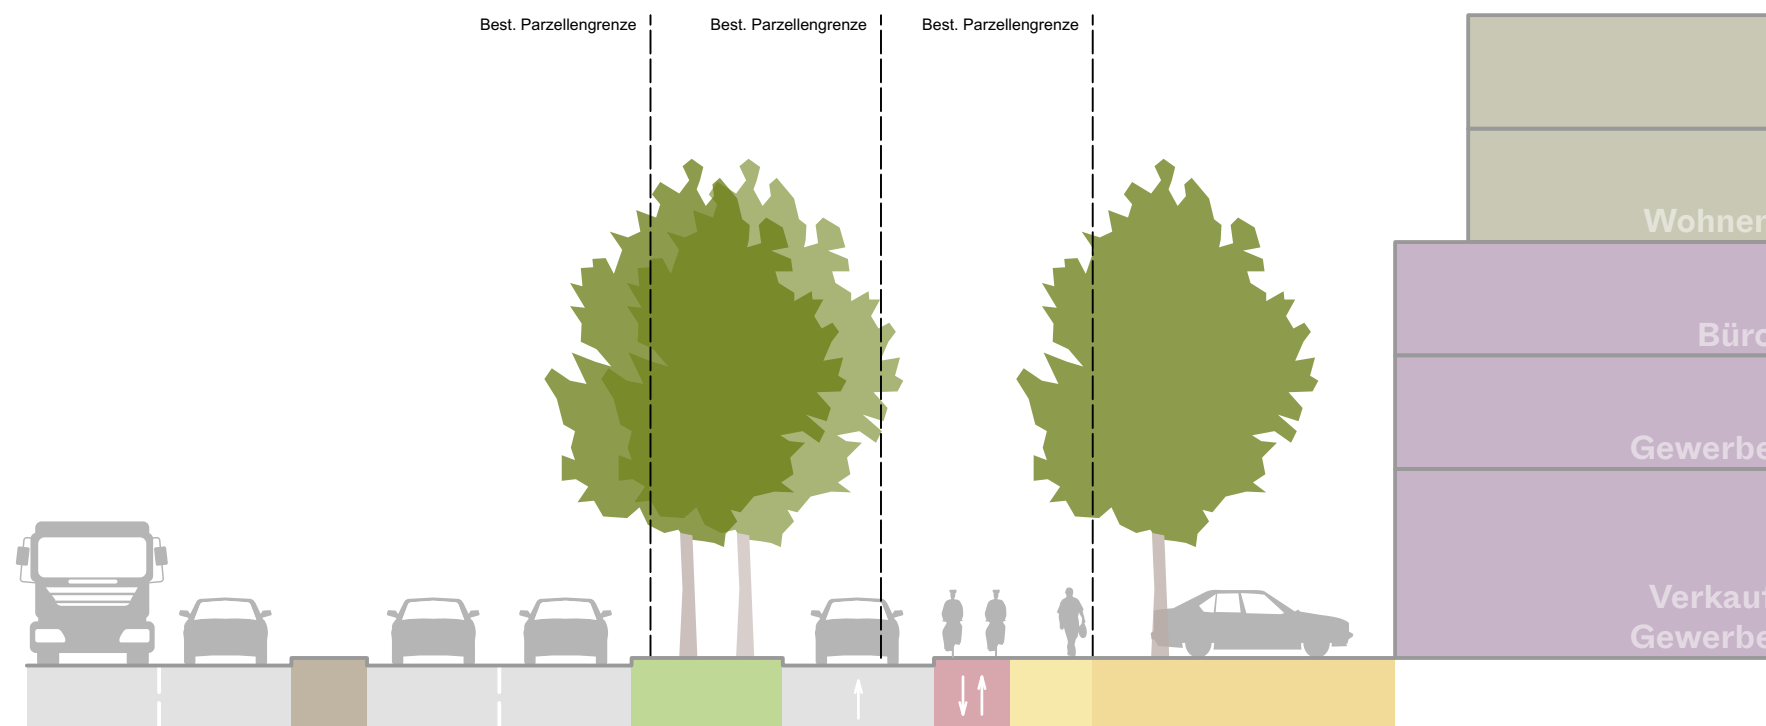 Best. Parzellengrenze
Best. Parzellengrenze
Best. Parzellengrenze
Wohnen
Büro
Gewerbe
Verkauf
Gewerbe